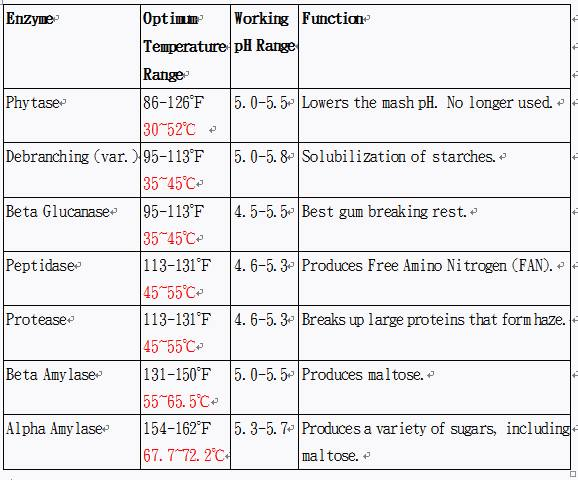 Enzyme Optimum Working Function
Temperature pH Range
Range
Phytase 86-126°F 5.0-5.5 Lowers the mash pH. No longer used.
30~52℃
Debranching (var.) 95-113°F 5.0-5.8 Solubilization of starches.
35~45℃
Beta Glucanase 95-113°F 4.5-5.5 Best gum breaking rest.
35~45℃
Peptidase 113-131°F 4.6-5.3 Produces Free Amino Nitrogen (FAN).
45~55℃
Protease 113-131°F 4.6-5.3 Breaks up large proteins that form haze.
45~55℃
Beta Amylase 131-150°F 5.0-5.5 Produces maltose.
55~65.5℃
Alpha Amylase 154-162°F 5.3-5.7 Produces a variety of sugars, including
67.7~72.2℃ maltose.